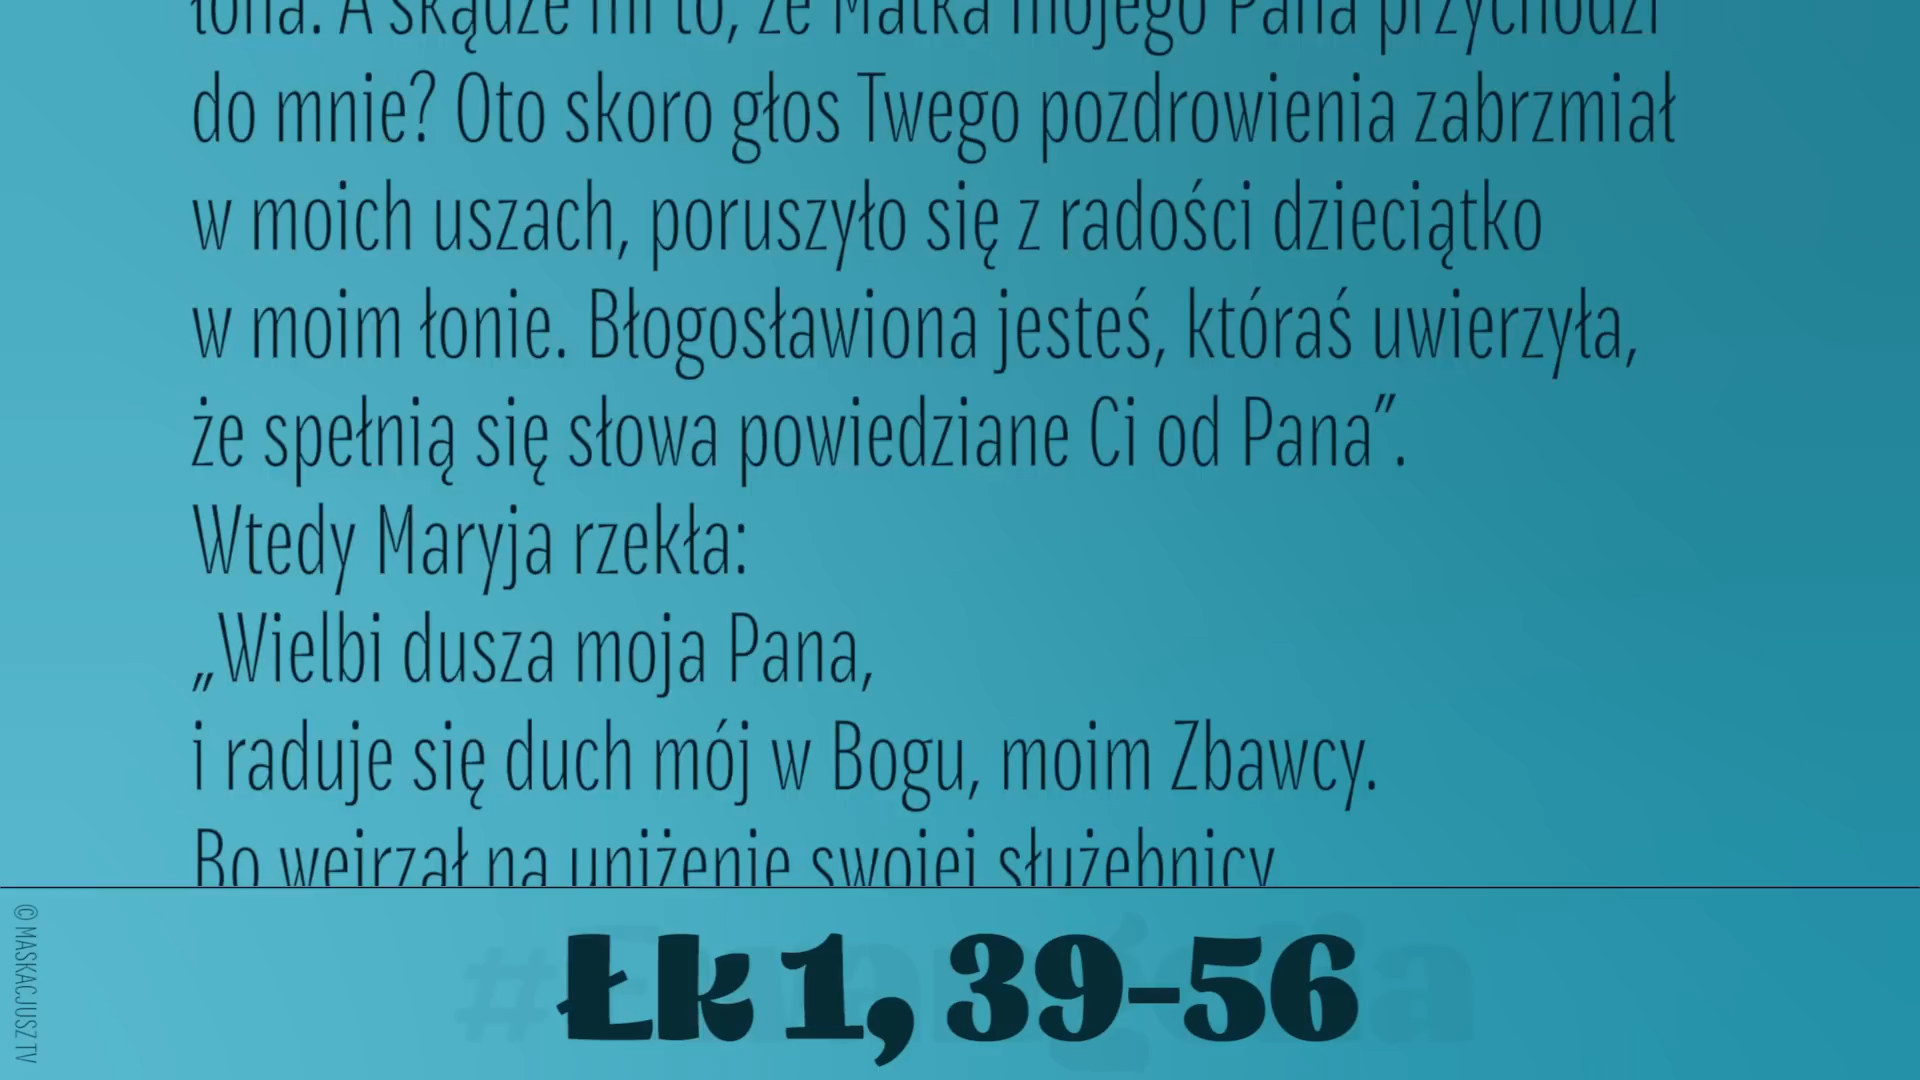 łona. A skądże mi to, że Matka mojego Pana przychodzi
do mnie? Oto skoro głos Twego pozdrowienia zabrzmiał
w moich uszach, poruszyło się z radości dzieciątko
w moim łonie. Błogosławiona jesteś, któraś uwierzyła,
że spełnią się słowa powiedziane Ci od Pana”.
Wtedy Maryja rzekła:
„Wielbi dusza moja Pana,
i raduje się duch mój w Bogu, moim Zbawcy.
Bo wejrzał na uniżenie swojej służebnicy
Łk 1, 39-56
© MASKACJUSZ TV